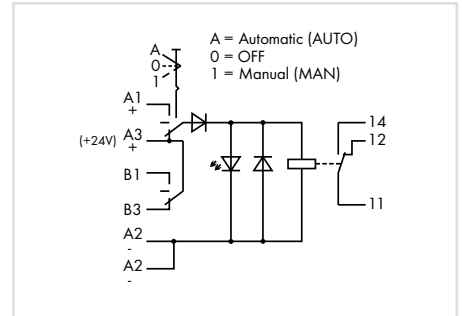 A = Automatic (AUTO)
0 = OFF
1 = Manual (MAN)
A
0
1
A1
+
(+24V) A3
+
B1
B3
A2
-
A2
-
14
12
11